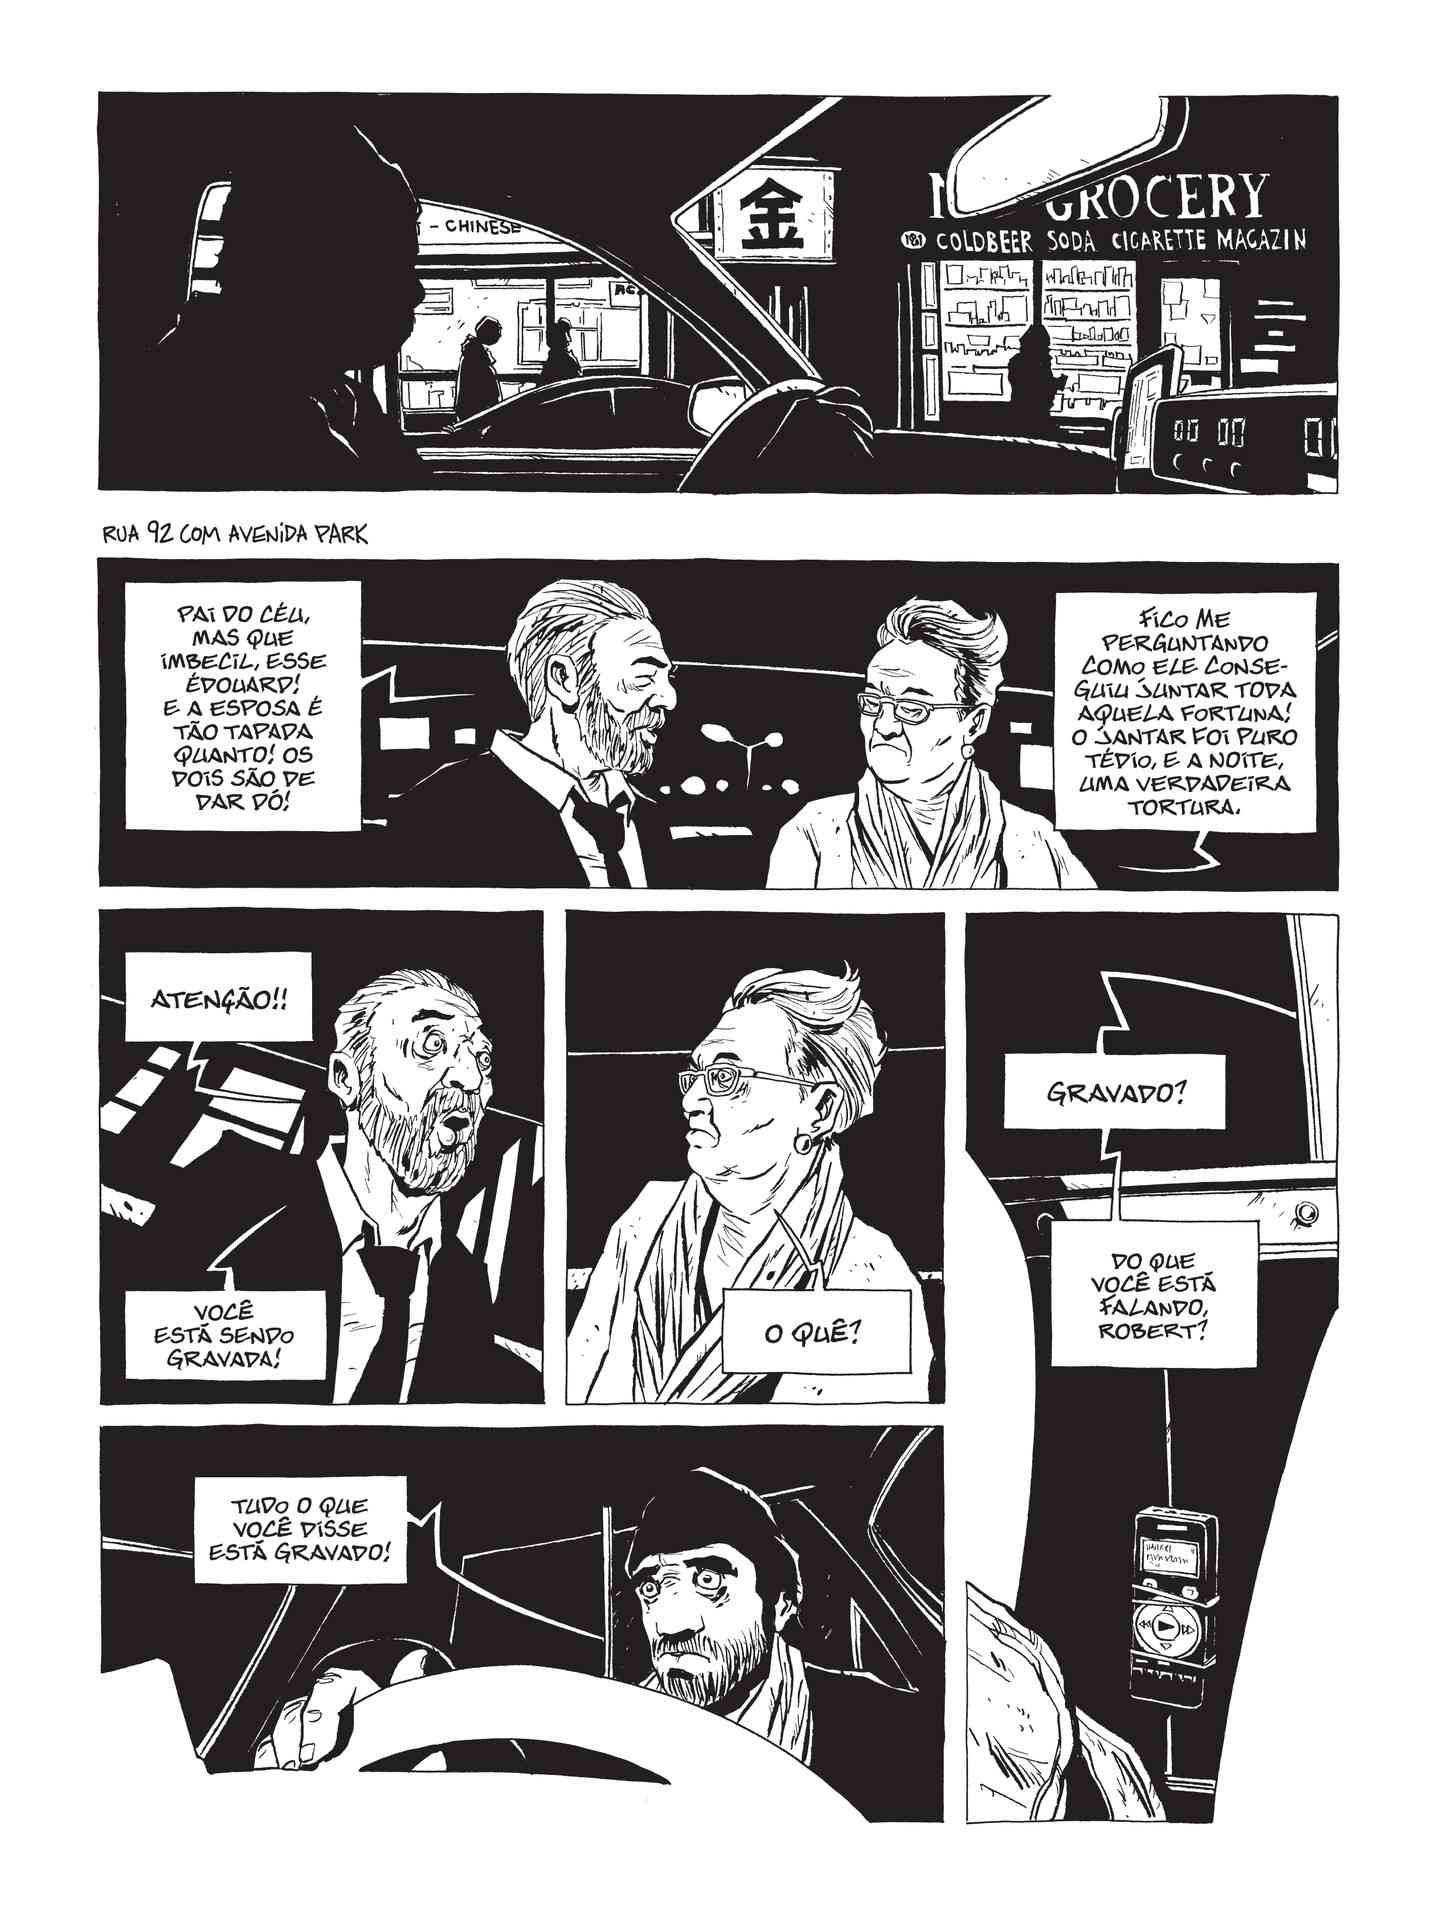 - CHINESE
金
GROCERY
COLDBEER SODA CIGARETTE MAGAZIN
00 00
RUA 92 COM AVENIDA PARK
PAI DO CÉU,
MAS QUE
IMBECIL, ESSE
ÉDOUARD!
E A ESPOSA É
TÃO TAPADA
QUANTO! OS
DOIS SÃO DE
DAR DÓ!
FICO ME
PERGUNTANDO
COMO ELE CONSE-
GUIU JUNTAR TODA
AQUELA FORTUNA!
O JANTAR FOI PURO
TÉDIO, E A NOITE,
UMA VERDADEIRA
TORTURA.
ATENÇÃO!!
VOCÊ
ESTÁ SENDO
GRAVADA!
O QUÊ?
GRAVADO?
DO QUE
VOCÊ ESTÁ
FALANDO,
ROBERT?
TUDO O QUE
VOCÊ DISSE
ESTÁ GRAVADO!